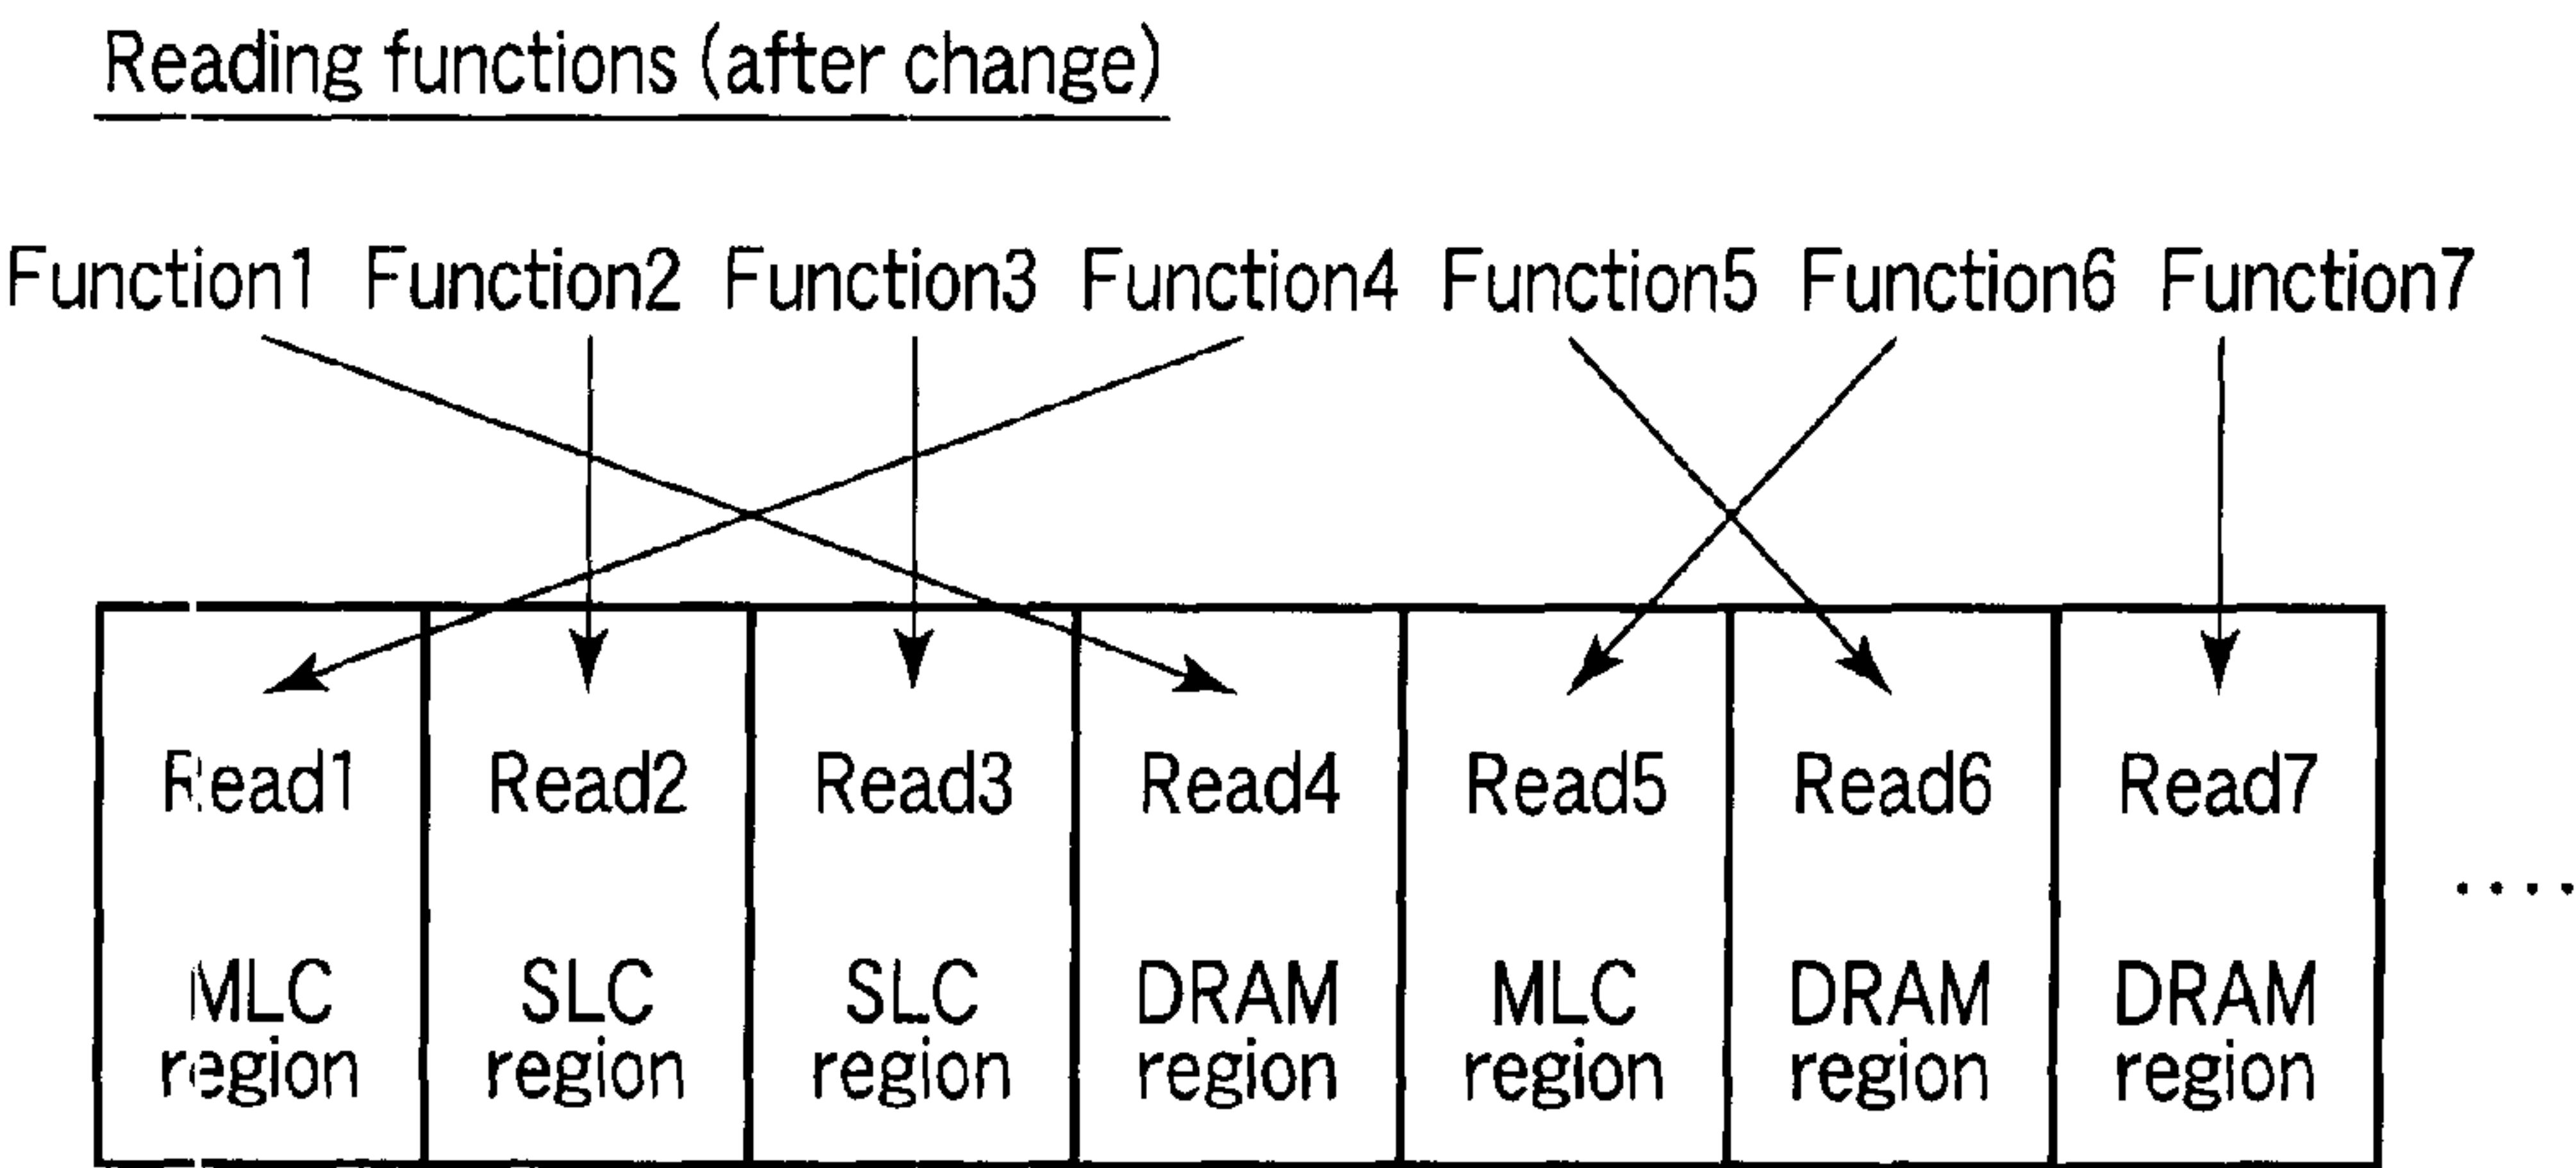 Reading functions (after change)
Function1 Function2 Function3 Function4 Function5 Function6 Function7
Read1 Read2 Read3 Read4 Read5 Read6 Read7
....
MLC SLC SLC DRAM MLC DRAM DRAM
region region region region region region region